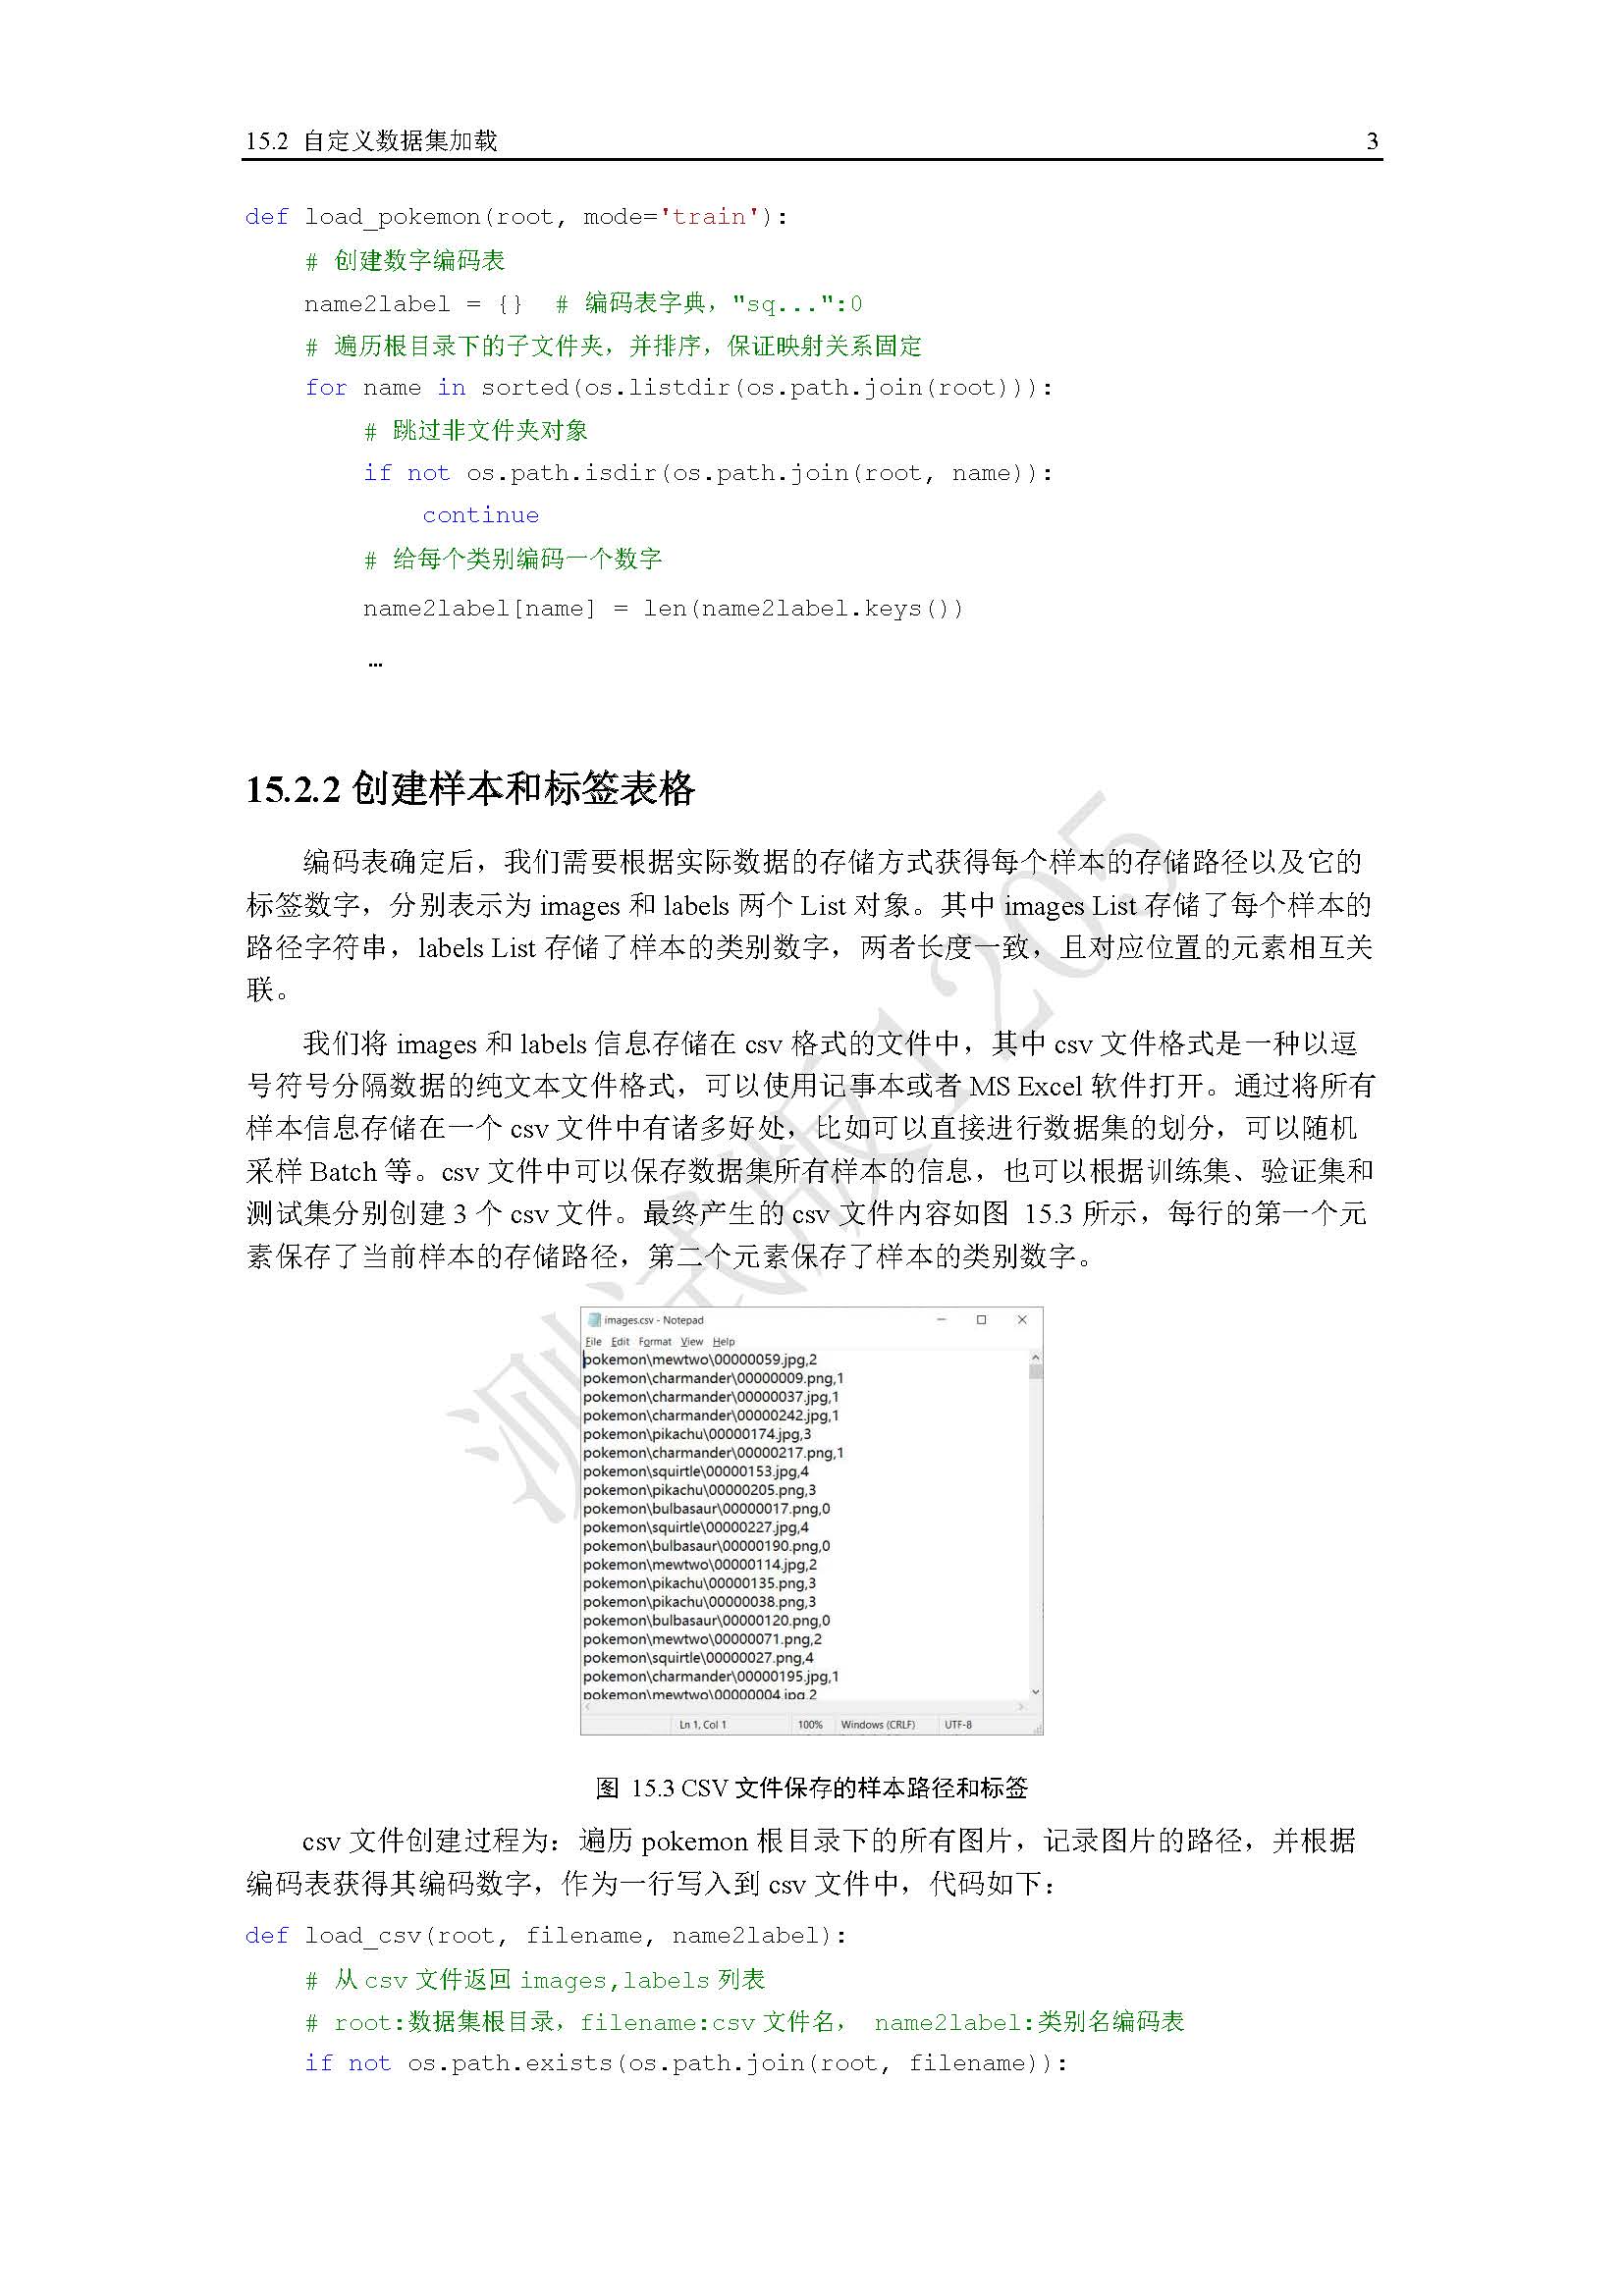 15.2 自定义数据集加载 3
def load_pokemon(root, mode='train'):
    # 创建数字编码表
    name2label = {}  # 编码表字典，"sq...":0
    # 遍历根目录下的子文件夹，并排序，保证映射关系固定
    for name in sorted(os.listdir(os.path.join(root))):
        # 跳过非文件夹对象
        if not os.path.isdir(os.path.join(root, name)):
            continue
        # 给每个类别编码一个数字
        name2label[name] = len(name2label.keys())
        …
15.2.2 创建样本和标签表格
编码表确定后，我们需要根据实际数据的存储方式获得每个样本的存储路径以及它的
标签数字，分别表示为 images 和 labels 两个 List 对象。其中 images List 存储了每个样本的
路径字符串，labels List 存储了样本的类别数字，两者长度一致，且对应位置的元素相互关
联。
我们将 images 和 labels 信息存储在 csv 格式的文件中，其中 csv 文件格式是一种以逗
号符号分隔数据的纯文本文件格式，可以使用记事本或者 MS Excel 软件打开。通过将所有
样本信息存储在一个 csv 文件中有诸多好处，比如可以直接进行数据集的划分，可以随机
采样 Batch 等。csv 文件中可以保存数据集所有样本的信息，也可以根据训练集、验证集和
测试集分别创建 3 个 csv 文件。最终产生的 csv 文件内容如图 15.3 所示，每行的第一个元
素保存了当前样本的存储路径，第二个元素保存了样本的类别数字。
测试版1205
images.csv - Notepad
File Edit Format View Help
pokemon\mewtwo\00000059.jpg,2
pokemon\charmander\00000009.png,1
pokemon\charmander\00000037.jpg,1
pokemon\charmander\00000242.jpg,1
pokemon\pikachu\00000174.jpg,3
pokemon\charmander\00000217.png,1
pokemon\squirtle\00000153.jpg,4
pokemon\pikachu\00000205.png,3
pokemon\bulbasaur\00000017.png,0
pokemon\squirtle\00000227.jpg,4
pokemon\bulbasaur\00000190.png,0
pokemon\mewtwo\00000114.jpg,2
pokemon\pikachu\00000135.png,3
pokemon\pikachu\00000038.png,3
pokemon\bulbasaur\00000120.png,0
pokemon\mewtwo\00000071.png,2
pokemon\squirtle\00000027.png,4
pokemon\charmander\00000195.jpg,1
pokemon\mewtwo\00000004.jpg,2
Ln 1, Col 1 100% Windows (CRLF) UTF-8
图 15.3 CSV 文件保存的样本路径和标签
csv 文件创建过程为：遍历 pokemon 根目录下的所有图片，记录图片的路径，并根据
编码表获得其编码数字，作为一行写入到 csv 文件中，代码如下：
def load_csv(root, filename, name2label):
    # 从 csv 文件返回 images,labels 列表
    # root:数据集根目录，filename:csv 文件名， name2label:类别名编码表
    if not os.path.exists(os.path.join(root, filename)):